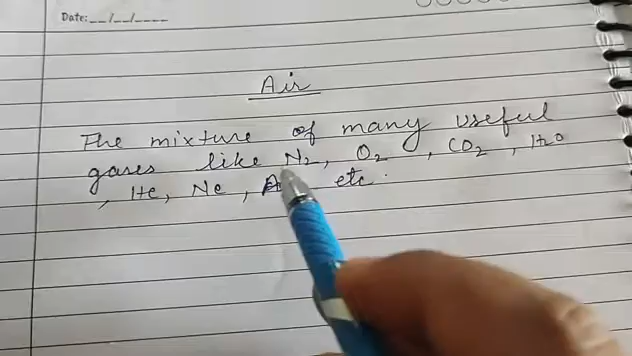 Date: __/__/____
Air
The mixture of many useful
gases like N2, O2 , CO2 , H2O
, He, Ne, etc.